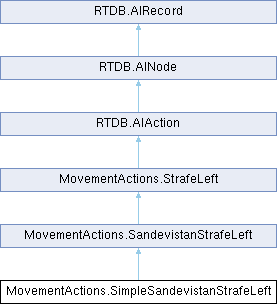 RTDB.AIRecord
RTDB.AINode
RTDB.AIAction
MovementActions.StrafeLeft
MovementActions.SandevistanStrafeLeft
MovementActions.SimpleSandevistanStrafeLeft